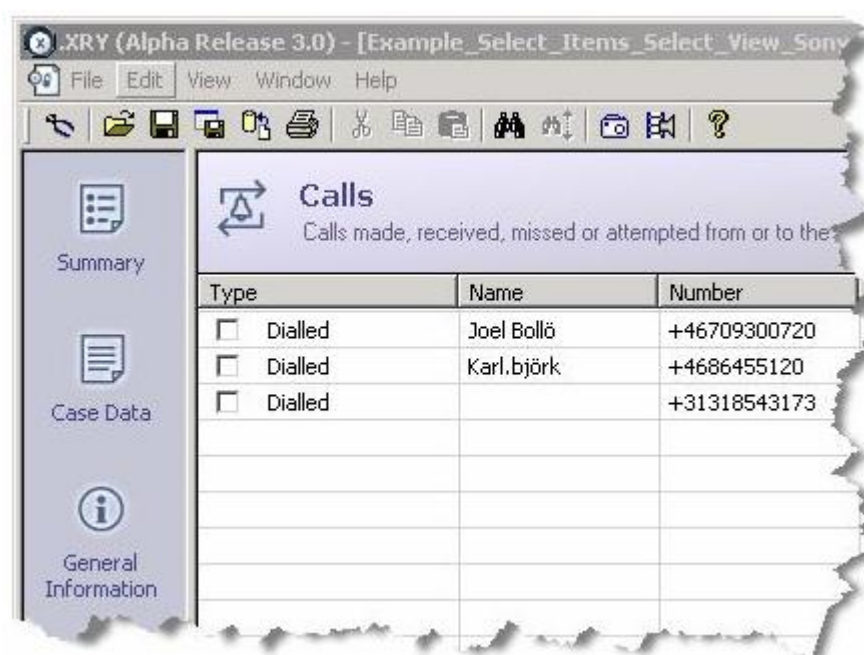 .XRY (Alpha Release 3.0) - [Example_Select_Items_Select_View_Sony
File Edit View Window Help
Calls
Calls made, received, missed or attempted from or to the
Summary
Case Data
General
Information
Type Name Number
Dialled Joel Bollö +46709300720
Dialled Karl.björk +4686455120
Dialled +31318543173